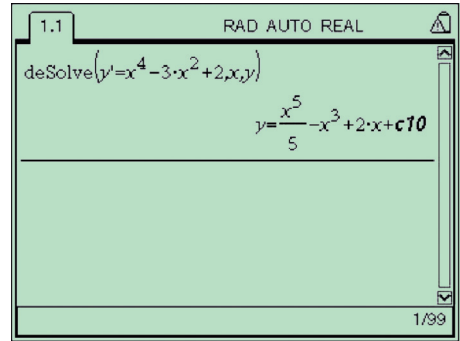 1.1 RAD AUTO REAL
deSolve(y'=x^4-3·x^2+2,x,y)
y=x^5/5-x^3+2·x+c10
1/99